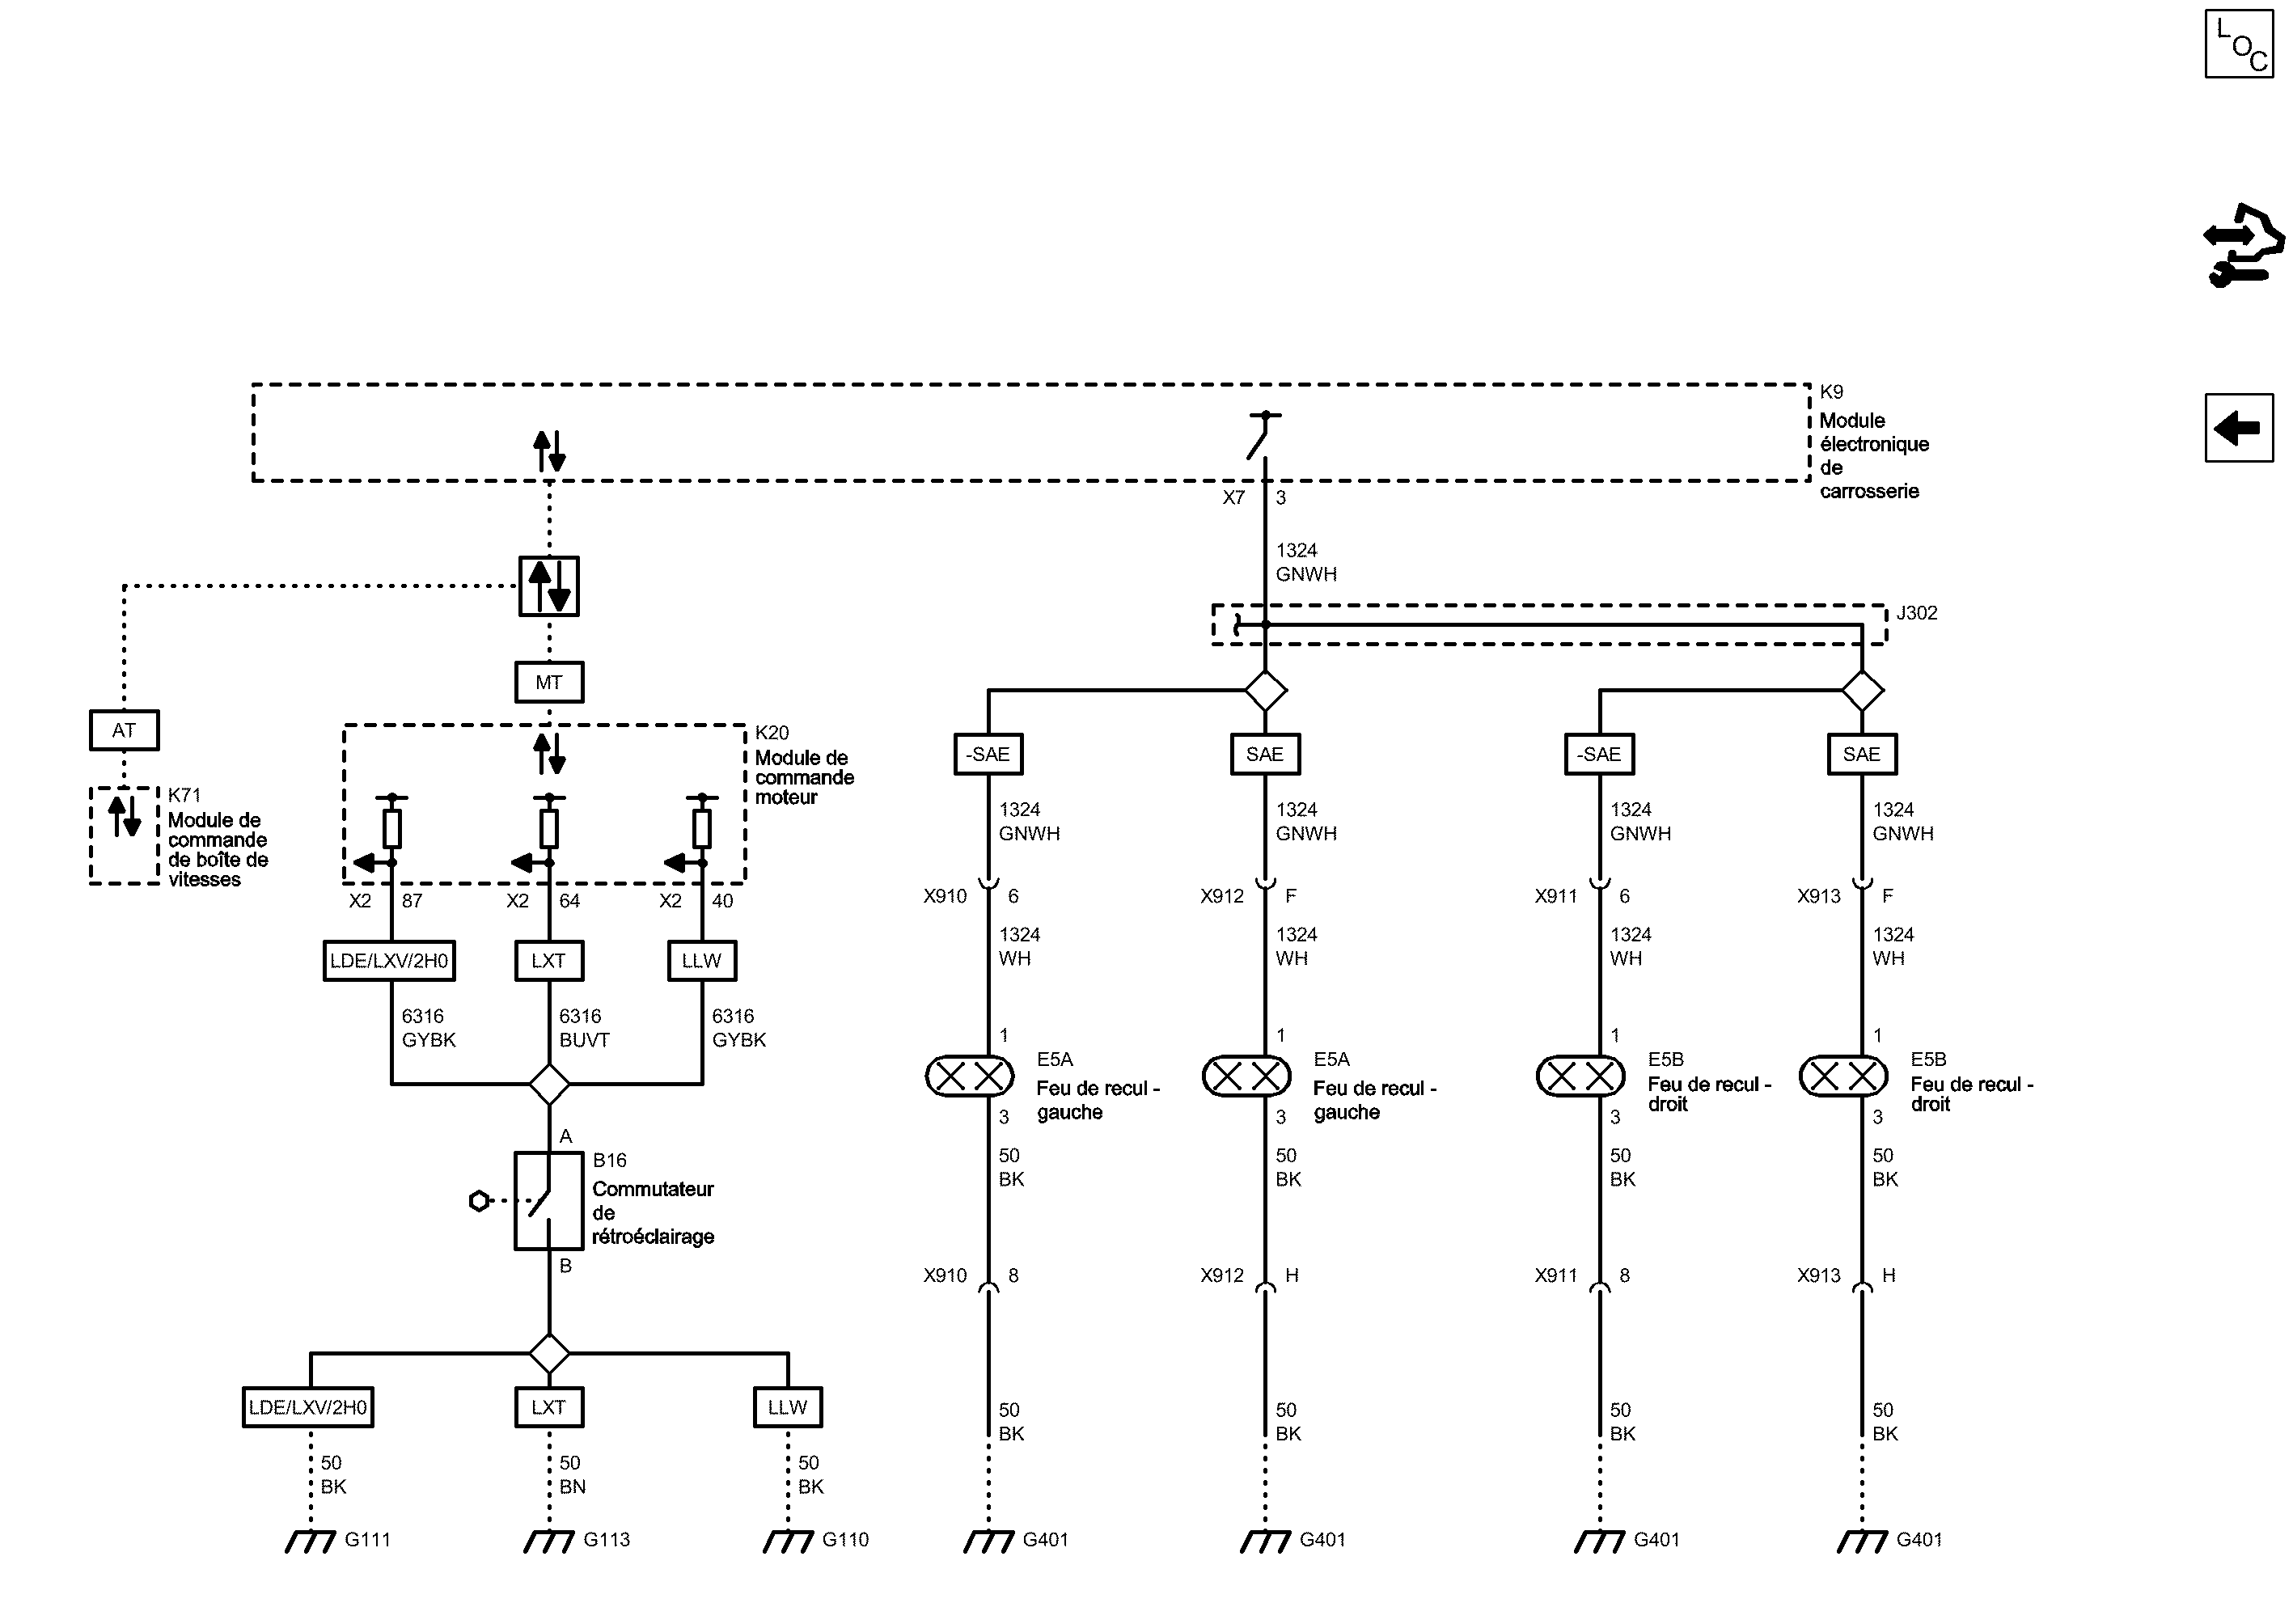 LOC
K9
Module
électronique
de
carrosserie
X7 3
1324
GNWH
J302
MT
AT
-SAE
SAE
-SAE
SAE
K20
Module de
commande
moteur
K71
Module de
commande
de boîte de
vitesses
1324
GNWH
1324
GNWH
1324
GNWH
1324
GNWH
X2 87
X2 64
X2 40
X910 6
X912 F
X911 6
X913 F
1324
WH
1324
WH
1324
WH
1324
WH
LDE/LXV/2H0
LXT
LLW
6316
GYBK
6316
BUVT
6316
GYBK
1
1
1
1
E5A
Feu de recul -
gauche
E5A
Feu de recul -
gauche
E5B
Feu de recul -
droit
E5B
Feu de recul -
droit
3
3
3
3
A
B16
Commutateur
de
rétroéclairage
B
50
BK
50
BK
50
BK
50
BK
X910 8
X912 H
X911 8
X913 H
LDE/LXV/2H0
LXT
LLW
50
BK
50
BK
50
BK
50
BK
50
BK
50
BN
50
BK
G111
G113
G110
G401
G401
G401
G401